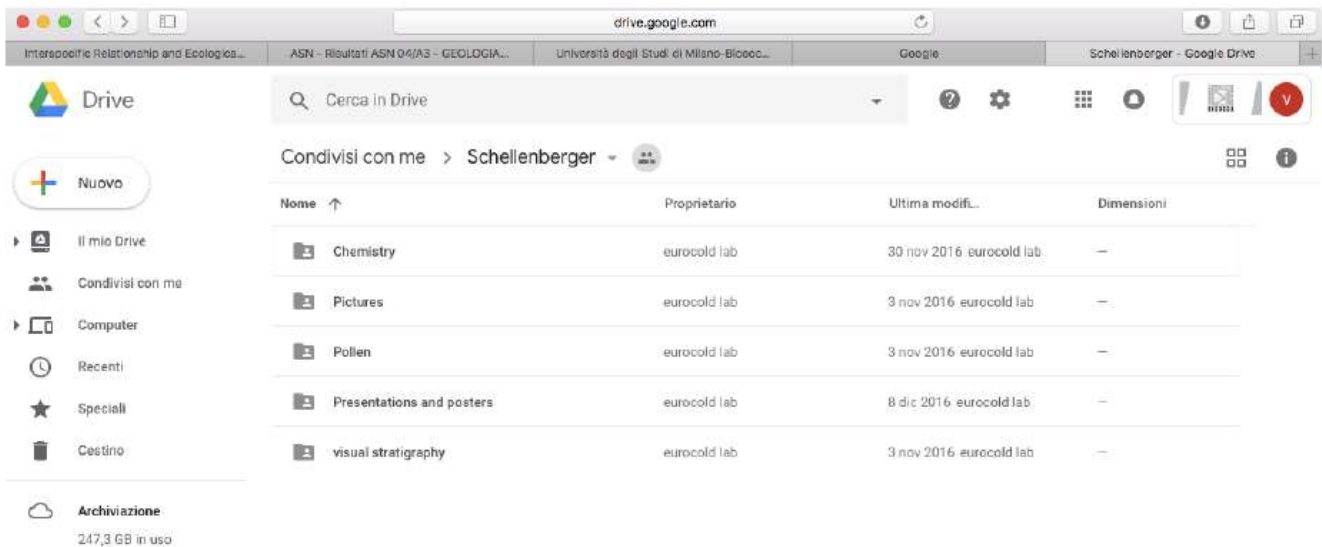 drive.google.com
Interspecific Relationship and Ecologica... ASN - Risultati ASN 04/A3 - GEOLOGIA... Università degli Studi di Milano-Bicocc... Google Schellenberger - Google Drive
Drive Cerca in Drive V
Condivisi con me > Schellenberger
Nuovo
Nome ↑ Proprietario Ultima modifi... Dimensioni
Il mio Drive
Chemistry eurocold lab 30 nov 2016 eurocold lab —
Condivisi con me
Pictures eurocold lab 3 nov 2016 eurocold lab —
Computer
Pollen eurocold lab 3 nov 2016 eurocold lab —
Recenti
Presentations and posters eurocold lab 8 dic 2016 eurocold lab —
Speciali
Cestino
visual stratigraphy eurocold lab 3 nov 2016 eurocold lab —
Archiviazione
247,3 GB in uso